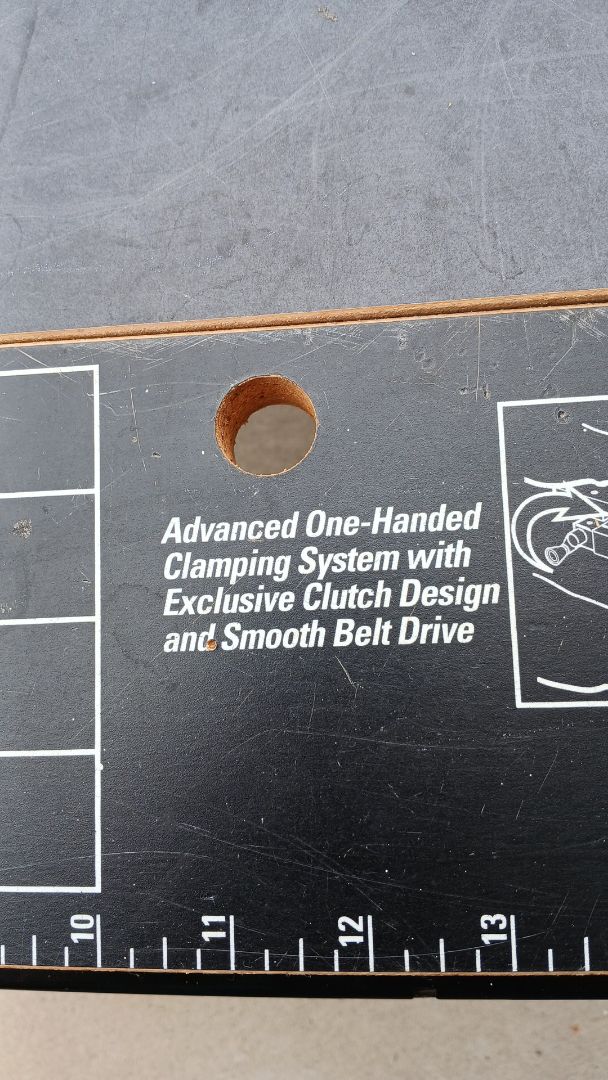 Advanced One-Handed
Clamping System with
Exclusive Clutch Design
and Smooth Belt Drive
10 11 12 13